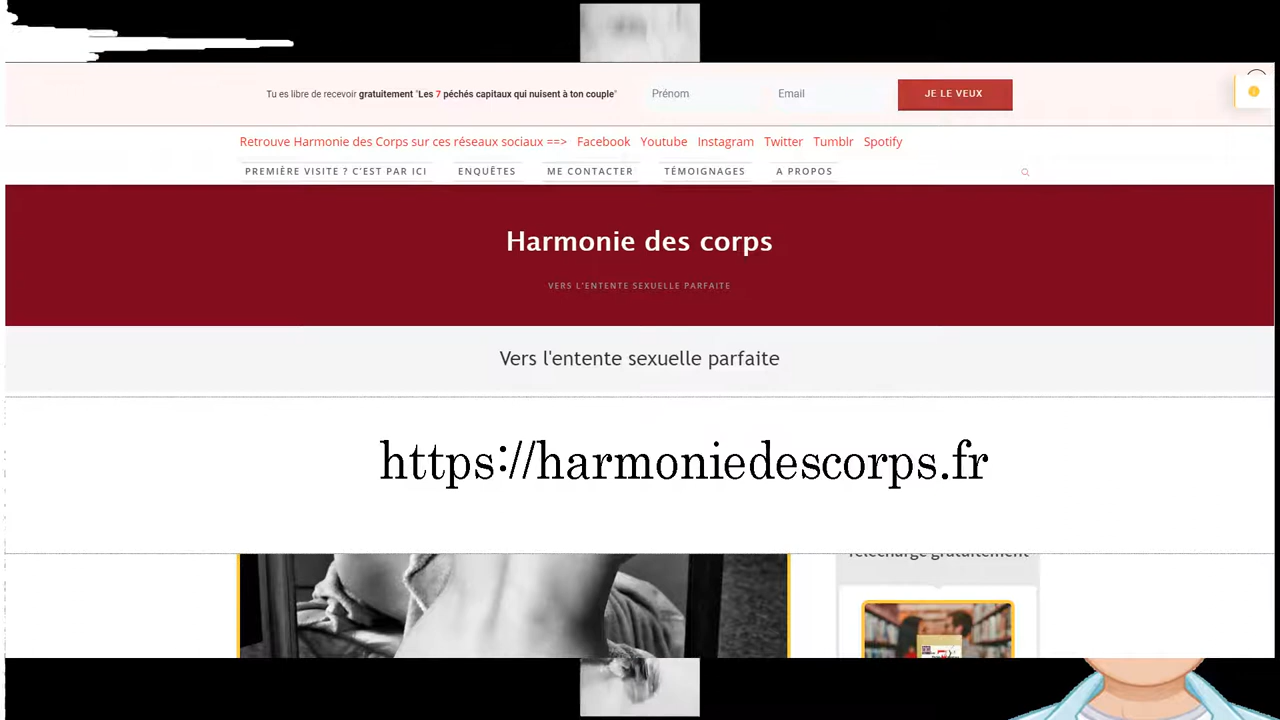 Tu es libre de recevoir gratuitement "Les 7 péchés capitaux qui nuisent à ton couple" Prénom Email JE LE VEUX
Retrouve Harmonie des Corps sur ces réseaux sociaux ==> Facebook Youtube Instagram Twitter Tumblr Spotify
PREMIÈRE VISITE ? C'EST PAR ICI ENQUÊTES ME CONTACTER TÉMOIGNAGES A PROPOS
Harmonie des corps
VERS L'ENTENTE SEXUELLE PARFAITE
Vers l'entente sexuelle parfaite
https://harmoniedescorps.fr
Télécharge gratuitement